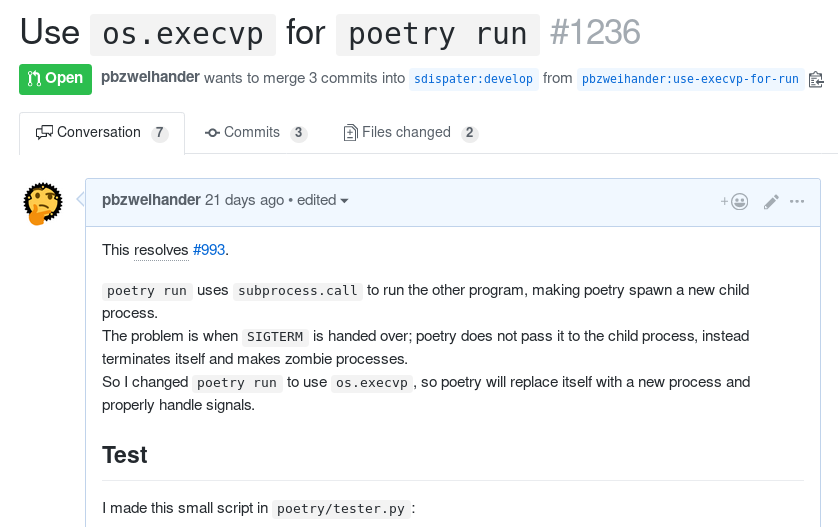 Use os.execvp for poetry run #1236
Open pbzweihander wants to merge 3 commits into sdispater:develop from pbzweihander:use-execvp-for-run
Conversation 7 Commits 3 Files changed 2
pbzweihander 21 days ago • edited
This resolves #993.
poetry run uses subprocess.call to run the other program, making poetry spawn a new child
process.
The problem is when SIGTERM is handed over; poetry does not pass it to the child process, instead
terminates itself and makes zombie processes.
So I changed poetry run to use os.execvp, so poetry will replace itself with a new process and
properly handle signals.
Test
I made this small script in poetry/tester.py: